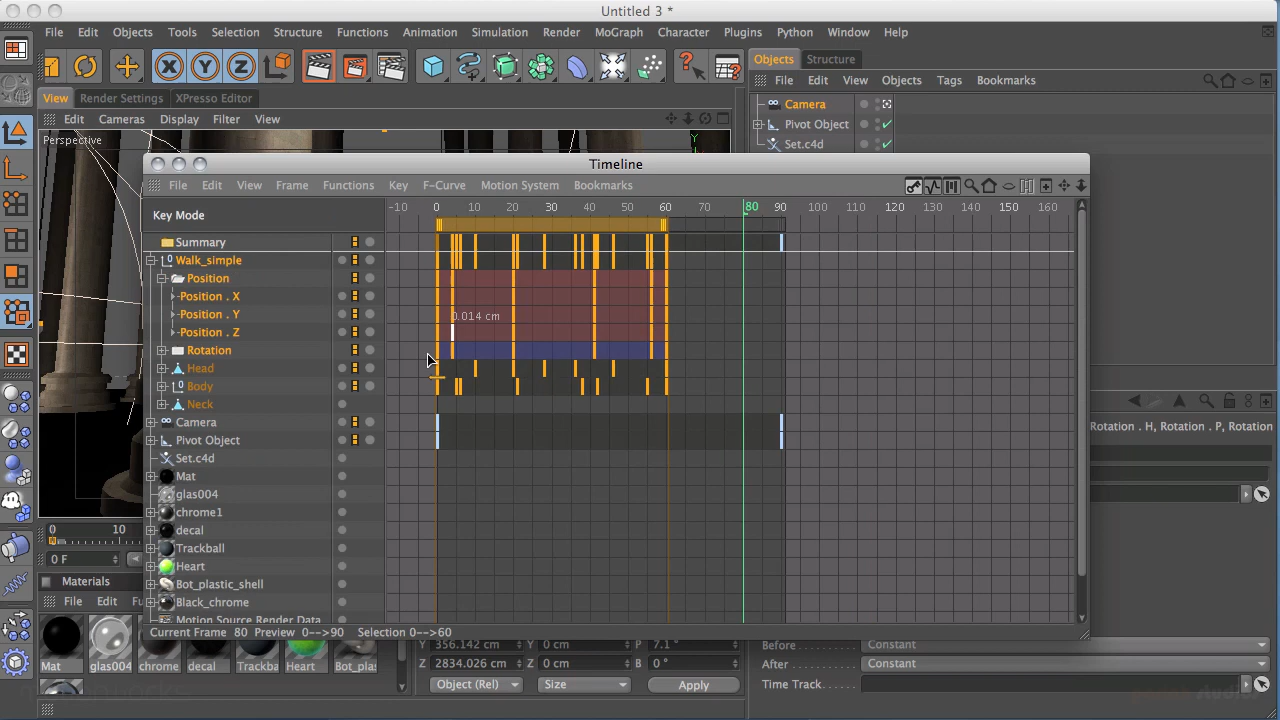 Untitled 3 *
File Edit Objects Tools Selection Structure Functions Animation Simulation Render MoGraph Character Plugins Python Window Help
X Y Z
Objects Structure
File Edit View Objects Tags Bookmarks
View Render Settings XPresso Editor
Camera
Edit Cameras Display Filter View
Pivot Object
Perspective
Y
Set.c4d
Timeline
File Edit View Frame Functions Key F-Curve Motion System Bookmarks
-10 0 10 20 30 40 50 60 70 80 90 100 110 120 130 140 150 160
Key Mode
Summary
Walk_simple
Position
Position . X
Position . Y
0.014 cm
Position . Z
Rotation
Head
Body
Neck
Camera
Pivot Object
Rotation . H, Rotation . P, Rotation
Set.c4d
Mat
glas004
chrome1
decal
0 10
Trackball
0 F
Heart
Materials
Bot_plastic_shell
File Edit
Black_chrome
Motion Source Render Data
Current Frame 80 Preview 0-->90 Selection 0-->60
Y 356.142 cm Y 0 cm P 7.1 °
Before . . . . . Constant
Mat glas004 chrome decal Trackba Heart Bot_plas
Z 2834.026 cm Z 0 cm B 0 °
After . . . . . . Constant
Object (Rel) Size Apply
Time Track . . . . .